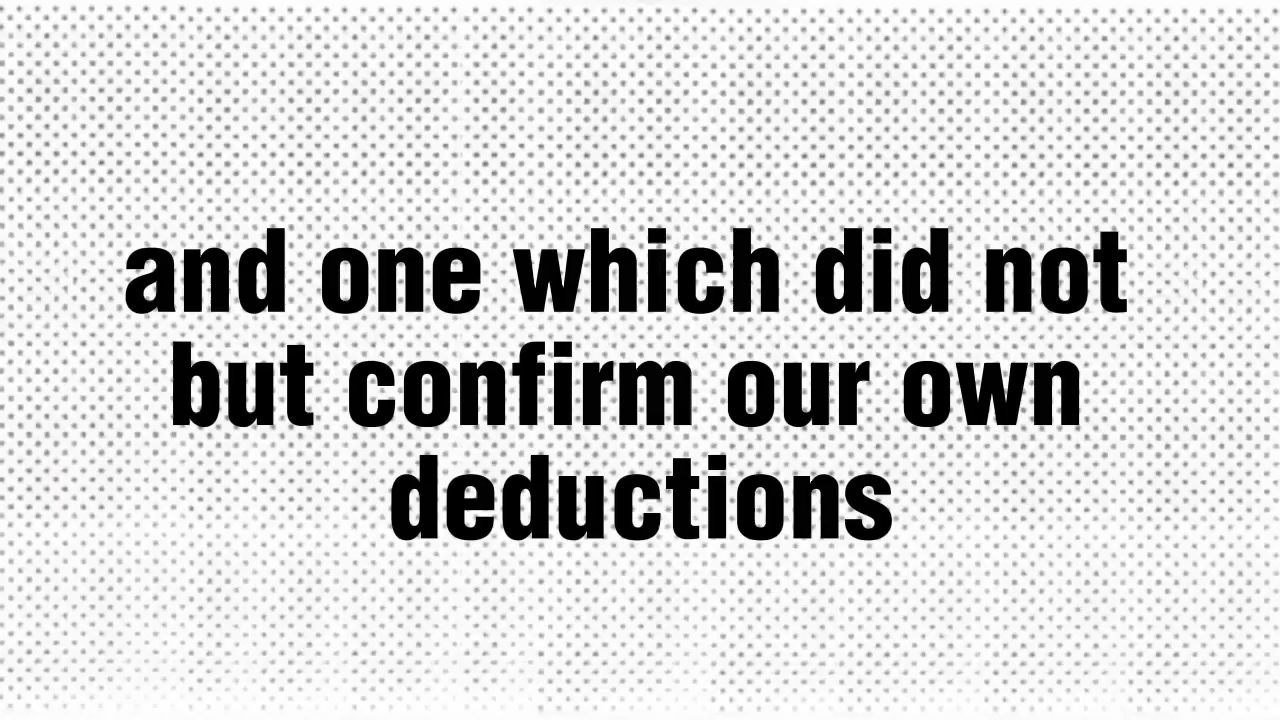 and one which did not
but confirm our own
deductions